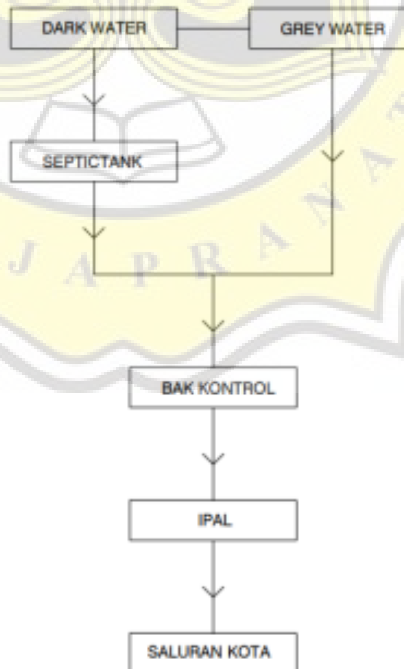 DARK WATER
GREY WATER
SEPTICTANK
J A P R A N A T
BAK KONTROL
IPAL
SALURAN KOTA